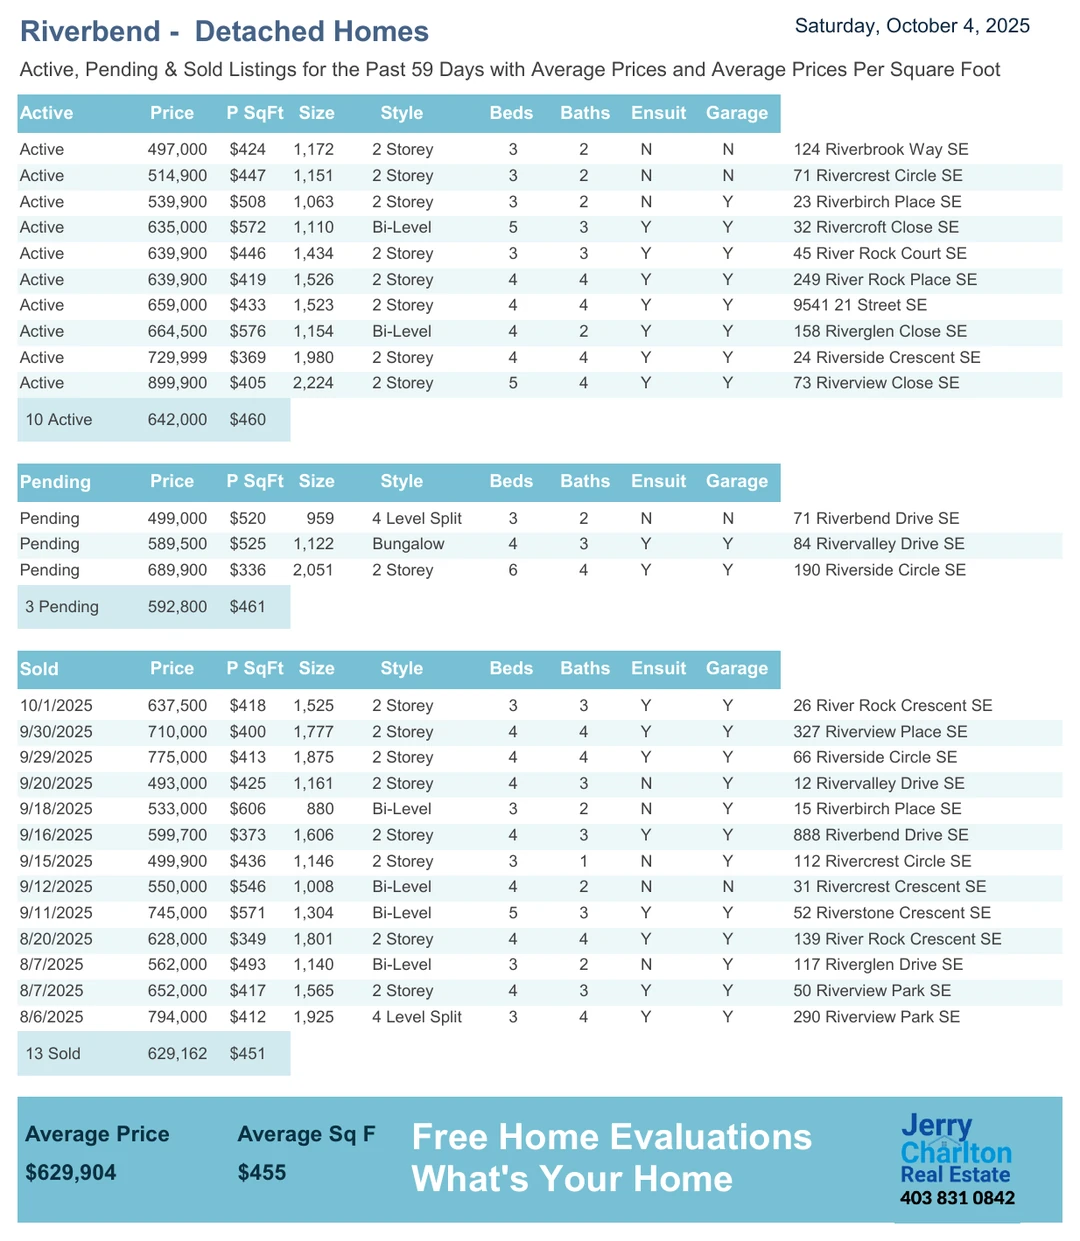 Riverbend -  Detached Homes
Saturday, October 4, 2025
Active, Pending & Sold Listings for the Past 59 Days with Average Prices and Average Prices Per Square Foot
Active Price P SqFt Size Style Beds Baths Ensuit Garage
Active 497,000 $424 1,172 2 Storey 3 2 N N 124 Riverbrook Way SE
Active 514,900 $447 1,151 2 Storey 3 2 N N 71 Rivercrest Circle SE
Active 539,900 $508 1,063 2 Storey 3 2 N Y 23 Riverbirch Place SE
Active 635,000 $572 1,110 Bi-Level 5 3 Y Y 32 Rivercroft Close SE
Active 639,900 $446 1,434 2 Storey 3 3 Y Y 45 River Rock Court SE
Active 639,900 $419 1,526 2 Storey 4 4 Y Y 249 River Rock Place SE
Active 659,000 $433 1,523 2 Storey 4 4 Y Y 9541 21 Street SE
Active 664,500 $576 1,154 Bi-Level 4 2 Y Y 158 Riverglen Close SE
Active 729,999 $369 1,980 2 Storey 4 4 Y Y 24 Riverside Crescent SE
Active 899,900 $405 2,224 2 Storey 5 4 Y Y 73 Riverview Close SE
10 Active 642,000 $460
Pending Price P SqFt Size Style Beds Baths Ensuit Garage
Pending 499,000 $520 959 4 Level Split 3 2 N N 71 Riverbend Drive SE
Pending 589,500 $525 1,122 Bungalow 4 3 Y Y 84 Rivervalley Drive SE
Pending 689,900 $336 2,051 2 Storey 6 4 Y Y 190 Riverside Circle SE
3 Pending 592,800 $461
Sold Price P SqFt Size Style Beds Baths Ensuit Garage
10/1/2025 637,500 $418 1,525 2 Storey 3 3 Y Y 26 River Rock Crescent SE
9/30/2025 710,000 $400 1,777 2 Storey 4 4 Y Y 327 Riverview Place SE
9/29/2025 775,000 $413 1,875 2 Storey 4 4 Y Y 66 Riverside Circle SE
9/20/2025 493,000 $425 1,161 2 Storey 4 3 N Y 12 Rivervalley Drive SE
9/18/2025 533,000 $606 880 Bi-Level 3 2 N Y 15 Riverbirch Place SE
9/16/2025 599,700 $373 1,606 2 Storey 4 3 Y Y 888 Riverbend Drive SE
9/15/2025 499,900 $436 1,146 2 Storey 3 1 N Y 112 Rivercrest Circle SE
9/12/2025 550,000 $546 1,008 Bi-Level 4 2 N N 31 Rivercrest Crescent SE
9/11/2025 745,000 $571 1,304 Bi-Level 5 3 Y Y 52 Riverstone Crescent SE
8/20/2025 628,000 $349 1,801 2 Storey 4 4 Y Y 139 River Rock Crescent SE
8/7/2025 562,000 $493 1,140 Bi-Level 3 2 N Y 117 Riverglen Drive SE
8/7/2025 652,000 $417 1,565 2 Storey 4 3 Y Y 50 Riverview Park SE
8/6/2025 794,000 $412 1,925 4 Level Split 3 4 Y Y 290 Riverview Park SE
13 Sold 629,162 $451
Average Price Average Sq F
$629,904 $455
Free Home Evaluations
What's Your Home
Jerry
Charlton
Real Estate
403 831 0842